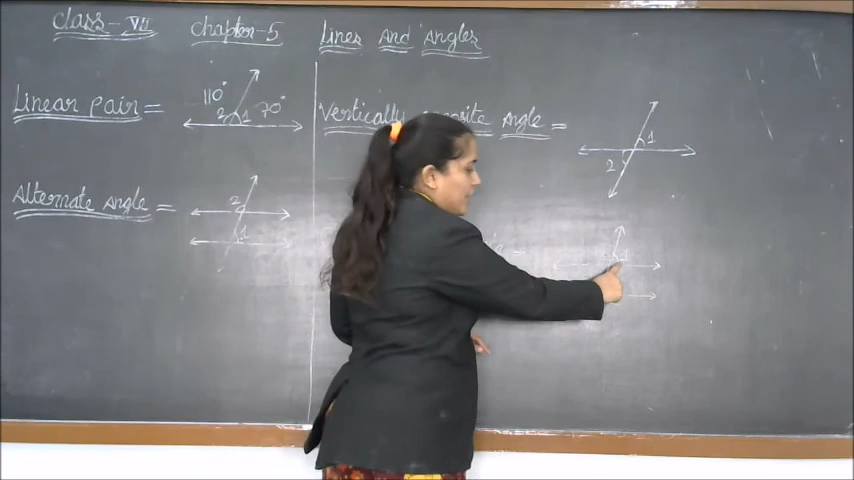 Class - VII Chapter-5 Lines And Angles
Linear pair =
110° 70°
2 1
Vertically opposite Angle =
1
2
Alternate Angle =
2
1
1